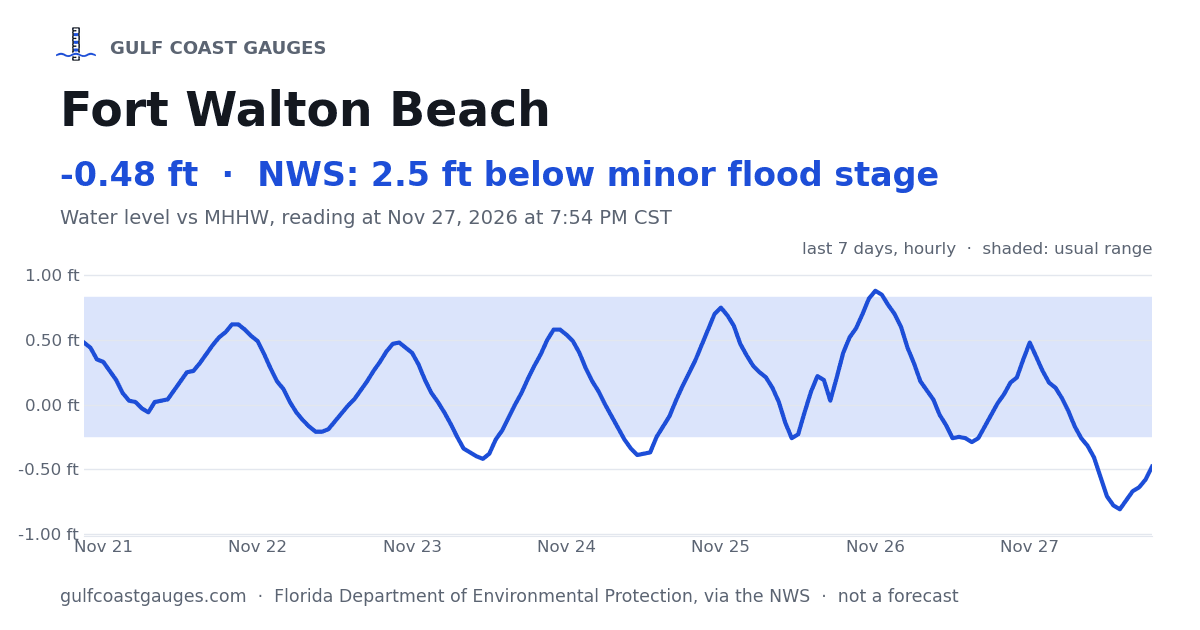 GULF COAST GAUGES
Fort Walton Beach
-0.48 ft · NWS: 2.5 ft below minor flood stage
Water level vs MHHW, reading at Nov 27, 2026 at 7:54 PM CST
last 7 days, hourly · shaded: usual range
1.00 ft
0.50 ft
0.00 ft
-0.50 ft
-1.00 ft
Nov 21 Nov 22 Nov 23 Nov 24 Nov 25 Nov 26 Nov 27
gulfcoastgauges.com · Florida Department of Environmental Protection, via the NWS · not a forecast